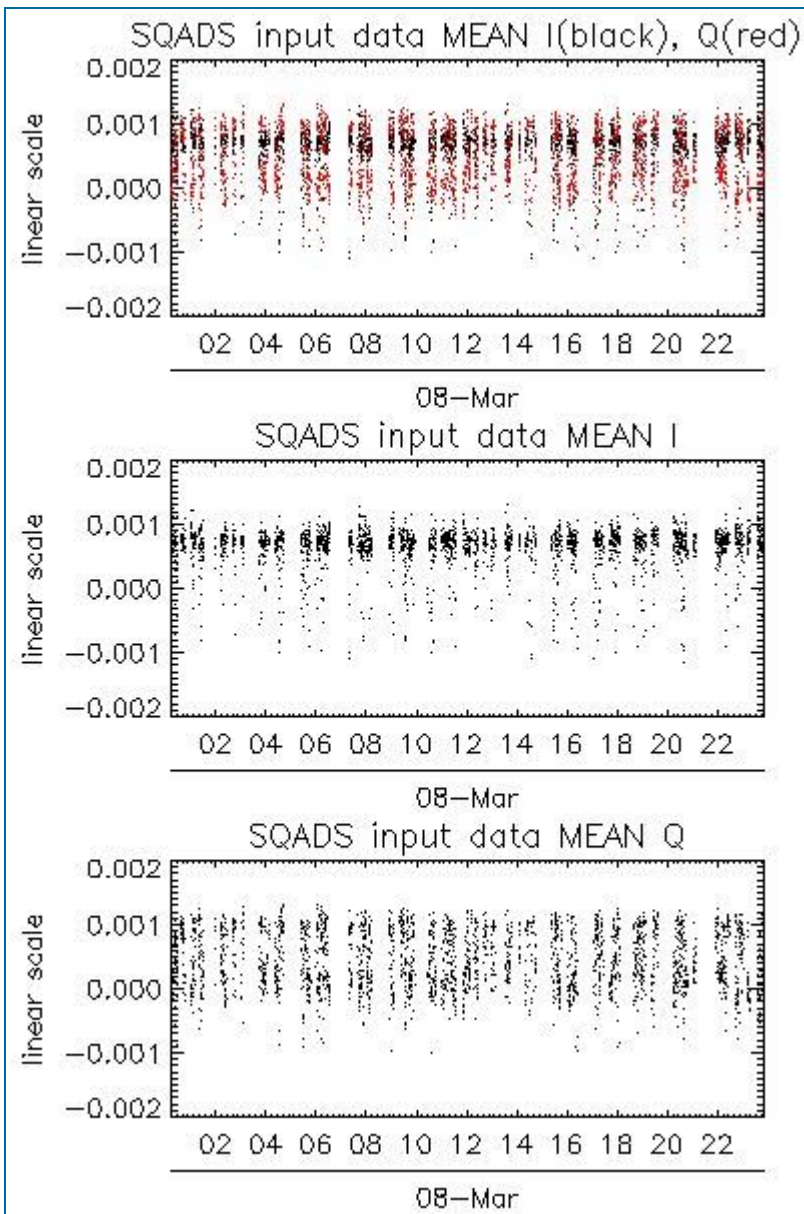 SQADS input data MEAN I(black), Q(red)
0.002
0.001
0.000
−0.001
−0.002
linear scale
02 04 06 08 10 12 14 16 18 20 22
08−Mar
SQADS input data MEAN I
0.002
0.001
0.000
−0.001
−0.002
linear scale
02 04 06 08 10 12 14 16 18 20 22
08−Mar
SQADS input data MEAN Q
0.002
0.001
0.000
−0.001
−0.002
linear scale
02 04 06 08 10 12 14 16 18 20 22
08−Mar